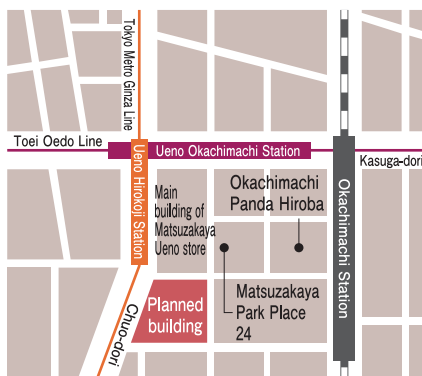 Tokyo Metro Ginza Line
Toei Oedo Line
Ueno Okachimachi Station
Kasuga-dori
Ueno Hirokoji Station
Main
building of
Matsuzakaya
Ueno store
Okachimachi
Panda Hiroba
Okachimachi Station
Planned
building
Matsuzakaya
Park Place
24
Chuo-dori